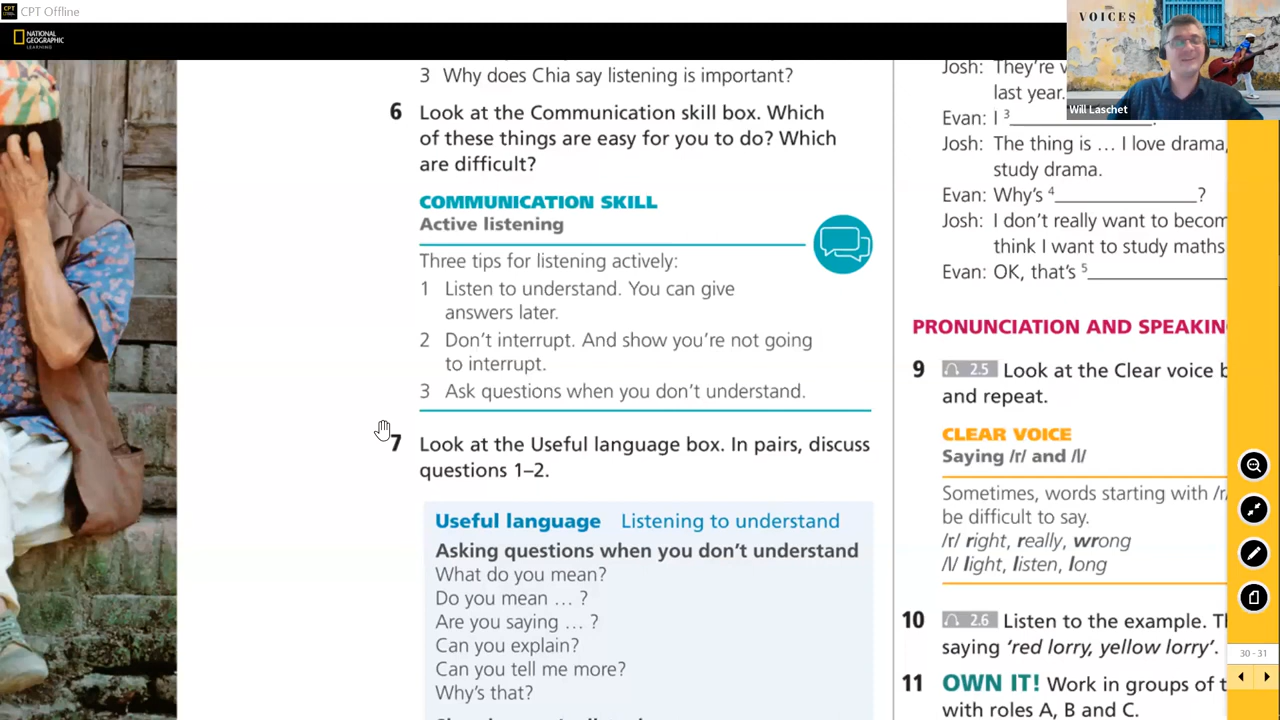 CPT Offline
NATIONAL
GEOGRAPHIC
LEARNING
VOICES
Will Laschet
3 Why does Chia say listening is important?
6 Look at the Communication skill box. Which
of these things are easy for you to do? Which
are difficult?
COMMUNICATION SKILL
Active listening
Three tips for listening actively:
1 Listen to understand. You can give
answers later.
2 Don't interrupt. And show you're not going
to interrupt.
3 Ask questions when you don't understand.
7 Look at the Useful language box. In pairs, discuss
questions 1–2.
Useful language Listening to understand
Asking questions when you don't understand
What do you mean?
Do you mean … ?
Are you saying … ?
Can you explain?
Can you tell me more?
Why's that?
Josh: They're
last year.
Evan: I 3____________.
Josh: The thing is … I love drama,
study drama.
Evan: Why's 4____________?
Josh: I don't really want to becom
think I want to study maths
Evan: OK, that's 5____________
PRONUNCIATION AND SPEAKIN
9 2.5 Look at the Clear voice b
and repeat.
CLEAR VOICE
Saying /r/ and /l/
Sometimes, words starting with /r/
be difficult to say.
/r/ right, really, wrong
/l/ light, listen, long
10 2.6 Listen to the example. T
saying 'red lorry, yellow lorry'.
11 OWN IT! Work in groups of t
with roles A, B and C.
30 - 31